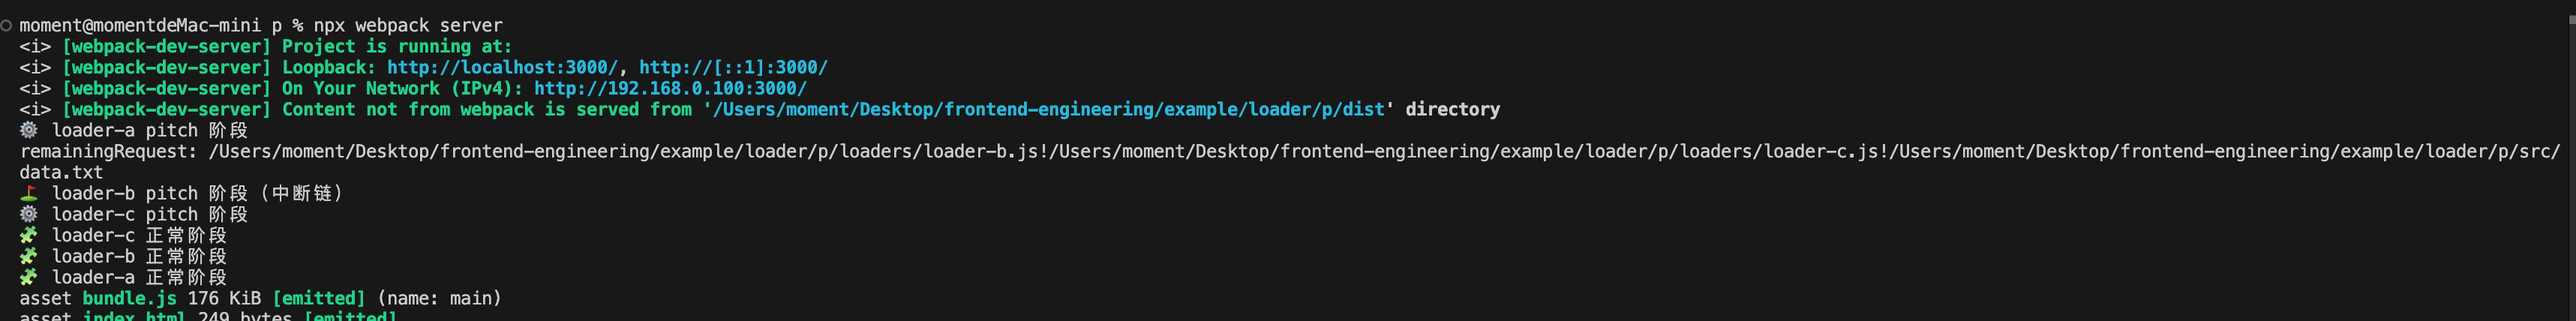 moment@momentdeMac-mini p % npx webpack server
<i> [webpack-dev-server] Project is running at:
<i> [webpack-dev-server] Loopback: http://localhost:3000/, http://[::1]:3000/
<i> [webpack-dev-server] On Your Network (IPv4): http://192.168.0.100:3000/
<i> [webpack-dev-server] Content not from webpack is served from '/Users/moment/Desktop/frontend-engineering/example/loader/p/dist' directory
⚙️ loader-a pitch 阶段
remainingRequest: /Users/moment/Desktop/frontend-engineering/example/loader/p/loaders/loader-b.js!/Users/moment/Desktop/frontend-engineering/example/loader/p/loaders/loader-c.js!/Users/moment/Desktop/frontend-engineering/example/loader/p/src/
data.txt
⛳ loader-b pitch 阶段 (中断链)
⚙️ loader-c pitch 阶段
🧩 loader-c 正常阶段
🧩 loader-b 正常阶段
🧩 loader-a 正常阶段
asset bundle.js 176 KiB [emitted] (name: main)
asset index.html 249 bytes [emitted]